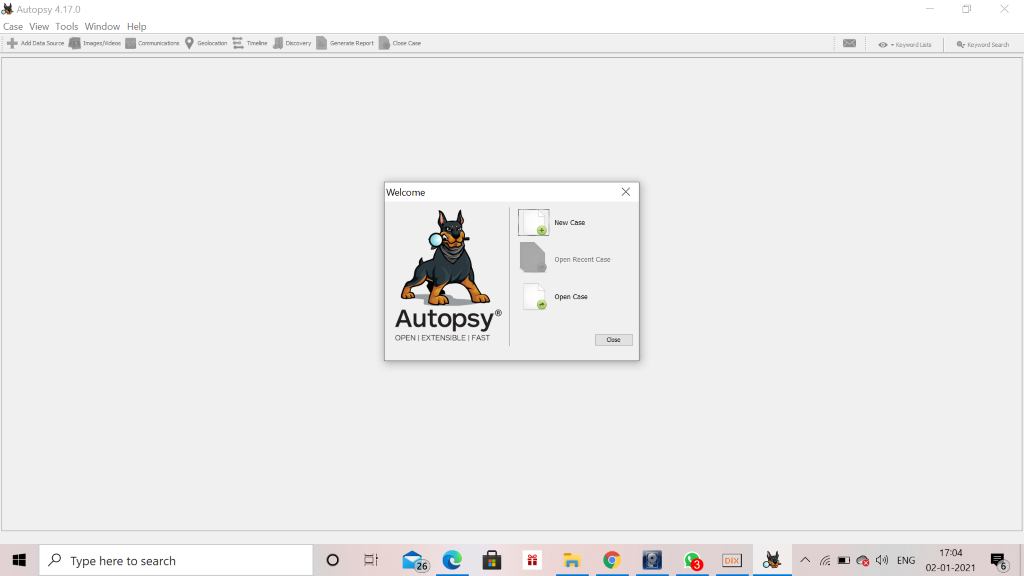 Autopsy 4.17.0
Case View Tools Window Help
Add Data Source Images/Videos Communications Geolocation Timeline Discovery Generate Report Close Case Keyword Lists Keyword Search
Welcome
New Case
Open Recent Case
Open Case
Autopsy®
OPEN | EXTENSIBLE | FAST
Close
Type here to search
26
3
DIX
ENG
17:04
02-01-2021
6